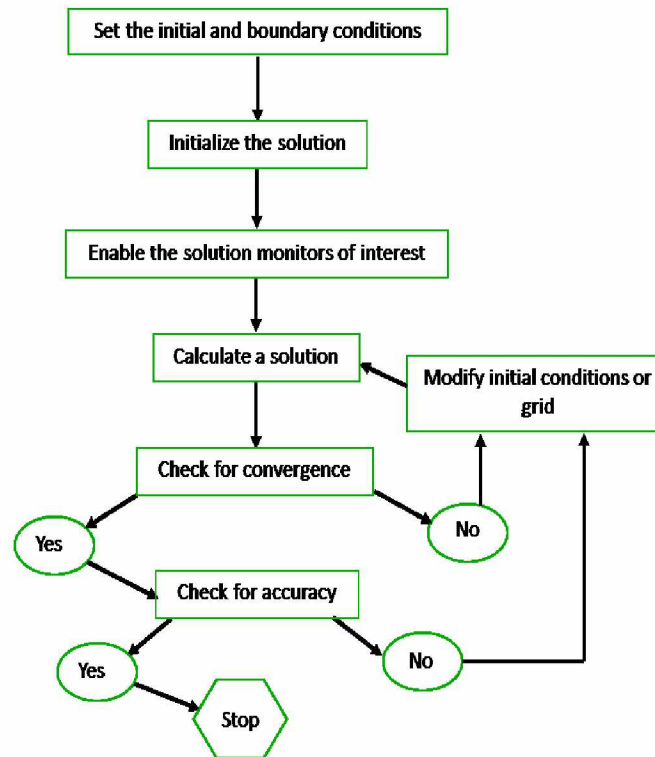 Set the initial and boundary conditions
Initialize the solution
Enable the solution monitors of interest
Calculate a solution
Modify initial conditions or
grid
Check for convergence
Yes
No
Check for accuracy
Yes
No
Stop